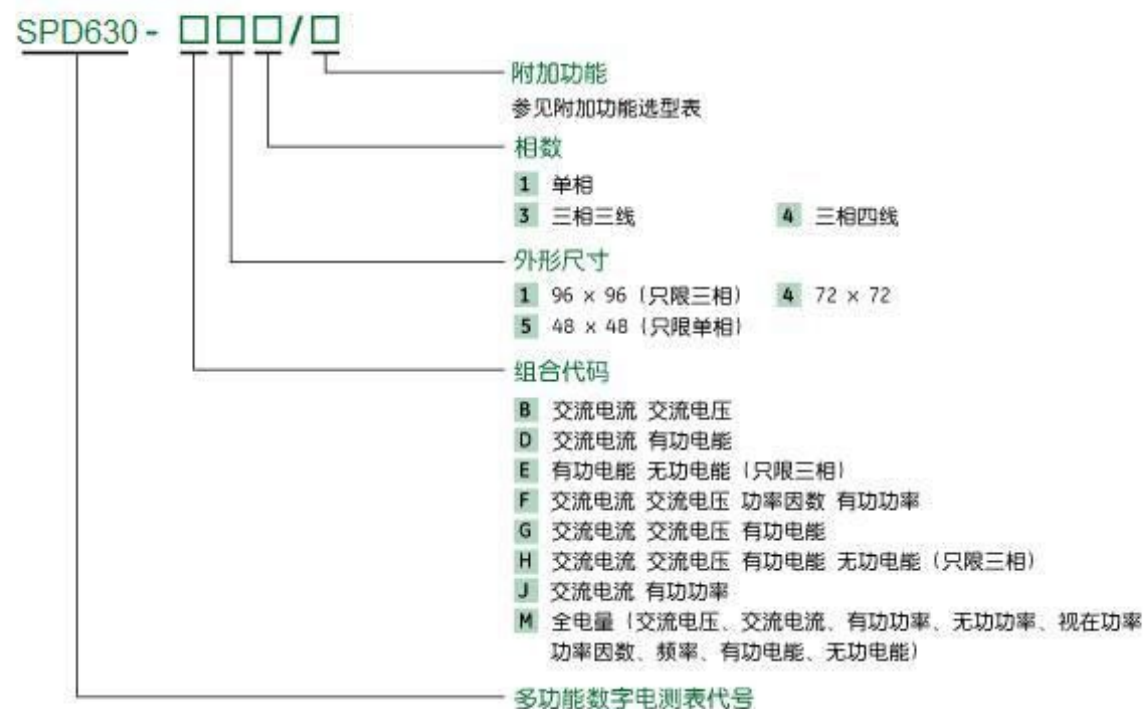 SPD630 - □□□/□
附加功能
参见附加功能选型表
相数
1 单相
3 三相三线 4 三相四线
外形尺寸
1 96 × 96 (只限三相) 4 72 × 72
5 48 × 48 (只限单相)
组合代码
B 交流电流 交流电压
D 交流电流 有功电能
E 有功电能 无功电能 (只限三相)
F 交流电流 交流电压 功率因数 有功功率
G 交流电流 交流电压 有功电能
H 交流电流 交流电压 有功电能 无功电能 (只限三相)
J 交流电流 有功功率
M 全电量 (交流电压、交流电流、有功功率、无功功率、视在功率
功率因数、频率、有功电能、无功电能)
多功能数字电测表代号